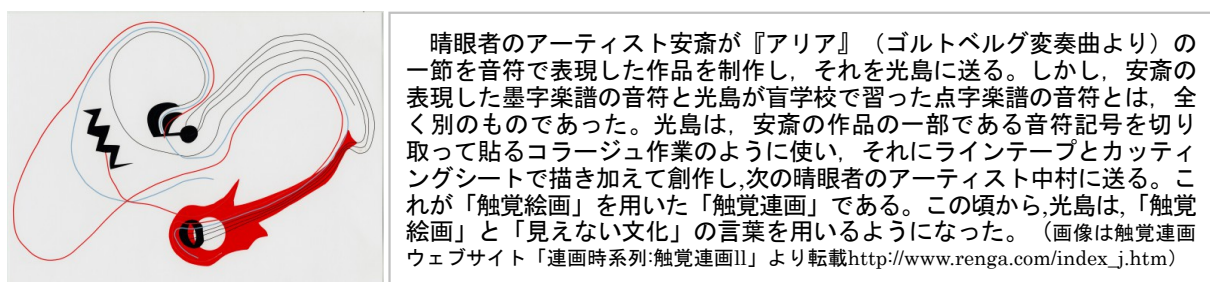 晴眼者のアーティスト安斎が『アリア』（ゴルトベルグ変奏曲より）の
一節を音符で表現した作品を制作し，それを光島に送る。しかし，安斎の
表現した墨字楽譜の音符と光島が盲学校で習った点字楽譜の音符とは，全
く別のものであった。光島は，安斎の作品の一部である音符記号を切り
取って貼るコラージュ作業のように使い，それにラインテープとカッティ
ングシートで描き加えて創作し,次の晴眼者のアーティスト中村に送る。こ
れが「触覚絵画」を用いた「触覚連画」である。この頃から,光島は,「触覚
絵画」と「見えない文化」の言葉を用いるようになった。（画像は触覚連画
ウェブサイト「連画時系列:触覚連画ll」より転載http://www.renga.com/index_j.htm）